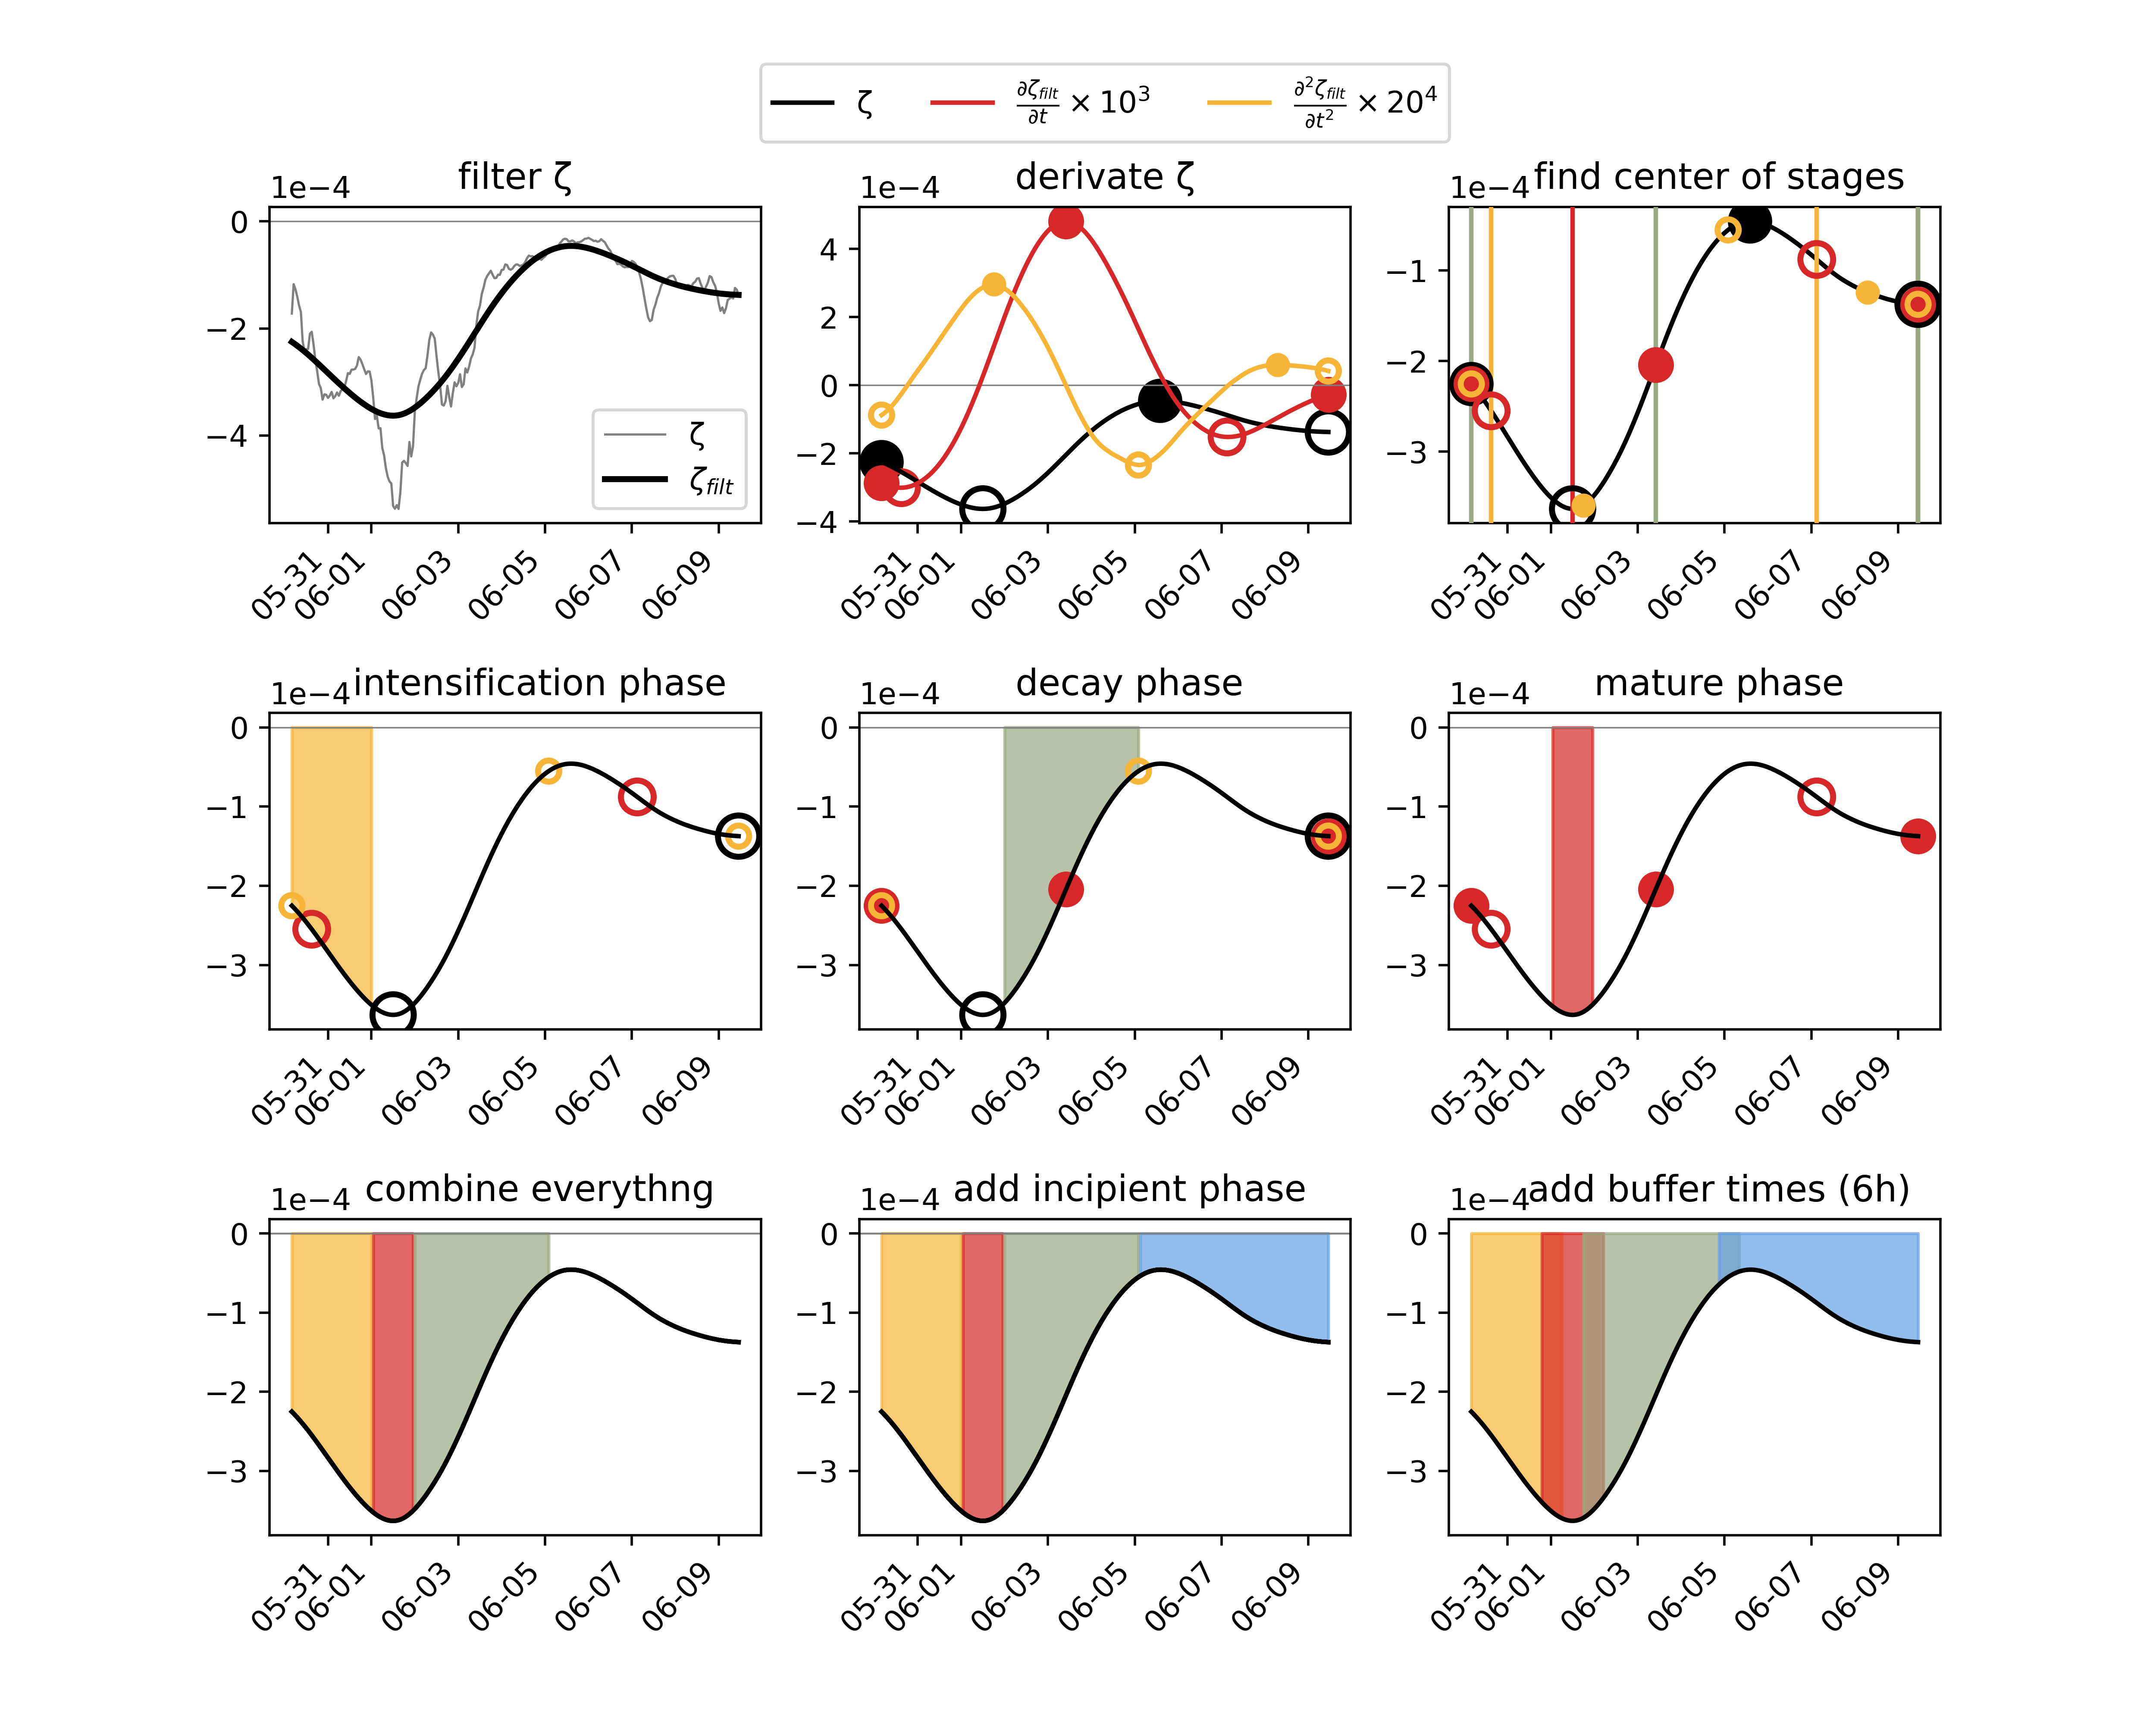 ζ ∂ζ_filt/∂t × 10³ ∂²ζ_filt/∂t² × 20⁴
filter ζ
1e−4
0
−2
−4
ζ
ζ_filt
05-31 06-01 06-03 06-05 06-07 06-09
derivate ζ
1e−4
4
2
0
−2
−4
05-31 06-01 06-03 06-05 06-07 06-09
find center of stages
1e−4
−1
−2
−3
05-31 06-01 06-03 06-05 06-07 06-09
intensification phase
1e−4
0
−1
−2
−3
05-31 06-01 06-03 06-05 06-07 06-09
decay phase
1e−4
0
−1
−2
−3
05-31 06-01 06-03 06-05 06-07 06-09
mature phase
1e−4
0
−1
−2
−3
05-31 06-01 06-03 06-05 06-07 06-09
combine everythng
1e−4
0
−1
−2
−3
05-31 06-01 06-03 06-05 06-07 06-09
add incipient phase
1e−4
0
−1
−2
−3
05-31 06-01 06-03 06-05 06-07 06-09
add buffer times (6h)
1e−4
0
−1
−2
−3
05-31 06-01 06-03 06-05 06-07 06-09